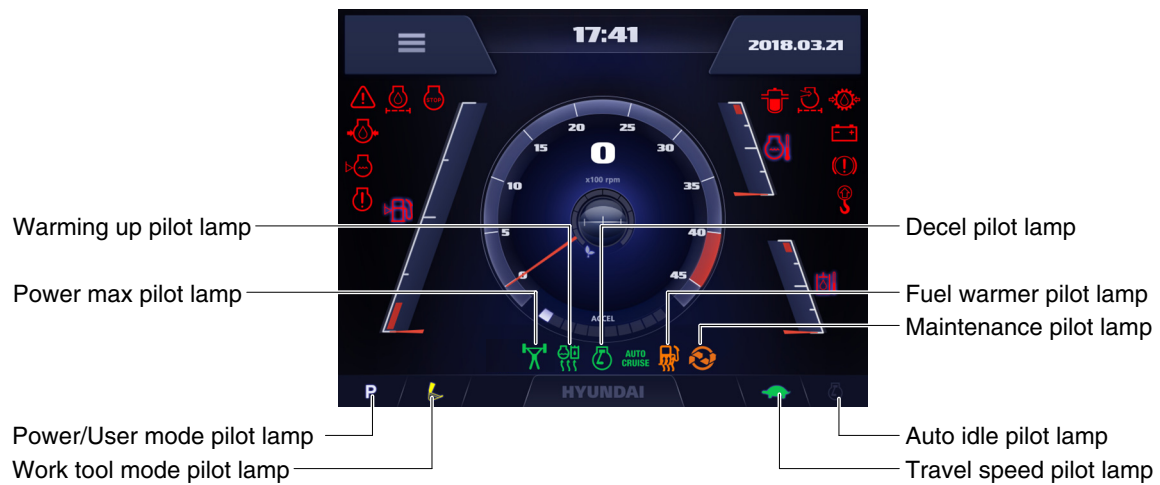 17:41
2018.03.21
STOP
20 25
15 30
0
x100 rpm
10 35
5 40
0 45
ACCEL
Warming up pilot lamp
Decel pilot lamp
Power max pilot lamp
Fuel warmer pilot lamp
Maintenance pilot lamp
AUTO
CRUISE
P
HYUNDAI
Power/User mode pilot lamp
Auto idle pilot lamp
Work tool mode pilot lamp
Travel speed pilot lamp